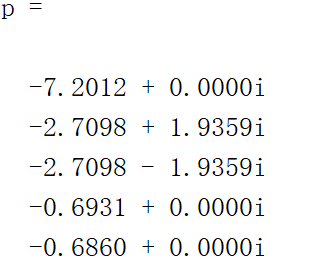 p =
-7.2012 + 0.0000i
-2.7098 + 1.9359i
-2.7098 - 1.9359i
-0.6931 + 0.0000i
-0.6860 + 0.0000i